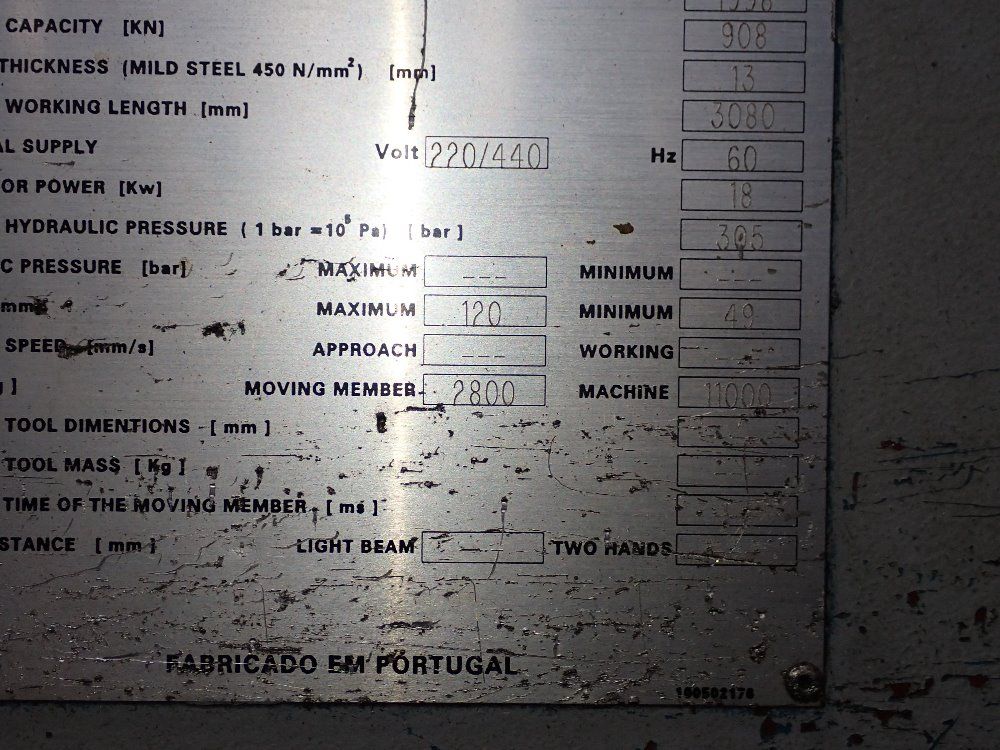 1998
CAPACITY [KN] 908
THICKNESS (MILD STEEL 450 N/mm²) [mm] 13
WORKING LENGTH [mm] 3080
AL SUPPLY Volt 220/440 Hz 60
OR POWER [Kw] 18
HYDRAULIC PRESSURE (1 bar =10⁵ Pa) [bar] 305
C PRESSURE [bar] MAXIMUM --- MINIMUM ---
mm MAXIMUM 120 MINIMUM 49
SPEED [mm/s] APPROACH --- WORKING ---
] MOVING MEMBER 2800 MACHiNE 11000
TOOL DIMENTIONS - [mm]
TOOL MASS [Kg]
TIME OF THE MOVING MEMBER - [ms]
STANCE [mm] LIGHT BEAM --- TWO HANDS
FABRICADO EM PORTUGAL
100502178